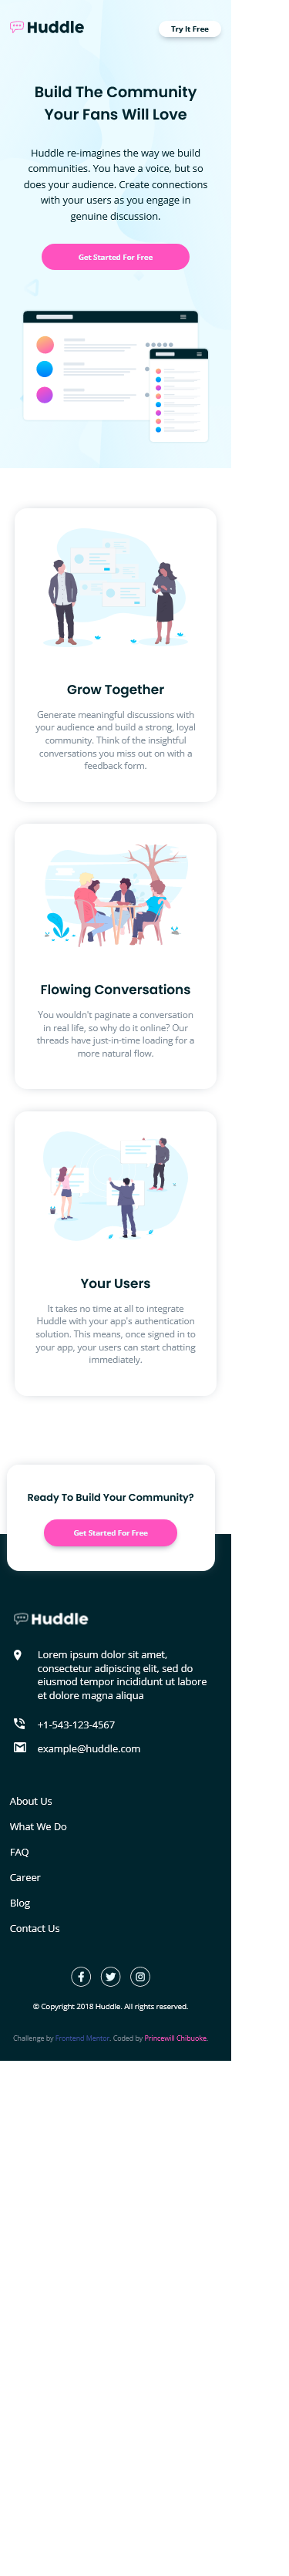 Huddle
Try It Free
Build The Community
Your Fans Will Love
Huddle re-imagines the way we build
communities. You have a voice, but so
does your audience. Create connections
with your users as you engage in
genuine discussion.
Get Started For Free
Grow Together
Generate meaningful discussions with
your audience and build a strong, loyal
community. Think of the insightful
conversations you miss out on with a
feedback form.
Flowing Conversations
You wouldn't paginate a conversation
in real life, so why do it online? Our
threads have just-in-time loading for a
more natural flow.
Your Users
It takes no time at all to integrate
Huddle with your app's authentication
solution. This means, once signed in to
your app, your users can start chatting
immediately.
Ready To Build Your Community?
Get Started For Free
Huddle
Lorem ipsum dolor sit amet,
consectetur adipiscing elit, sed do
eiusmod tempor incididunt ut labore
et dolore magna aliqua
+1-543-123-4567
example@huddle.com
About Us
What We Do
FAQ
Career
Blog
Contact Us
© Copyright 2018 Huddle. All rights reserved.
Challenge by Frontend Mentor. Coded by Princewill Chibuoke.